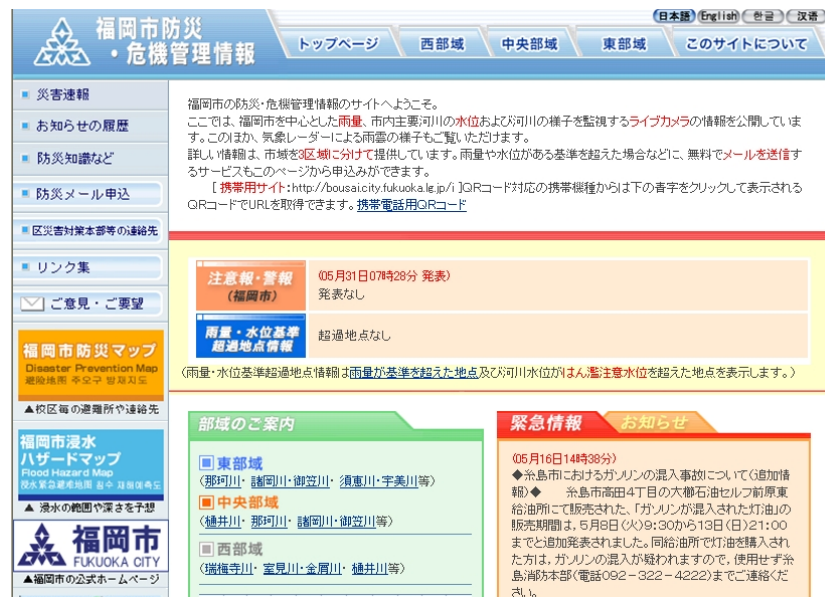 日本語 English 한글 汉语
福岡市防災
・危機管理情報
トップページ 西部域 中央部域 東部域 このサイトについて
災害速報
お知らせの履歴
防災知識など
防災メール申込
区災害対策本部等の連絡先
リンク集
ご意見・ご要望
福岡市防災マップ
Disaster Prevention Map
避险地图 주오구 방재지도
▲校区毎の避難所や連絡先
福岡市浸水
ハザードマップ
Flood Hazard Map
▲ 浸水の範囲や深さを予想
福岡市
FUKUOKA CITY
▲福岡市の公式ホームページ
福岡市の防災・危機管理情報のサイトへようこそ。
ここでは、福岡市を中心とした雨量、市内主要河川の水位および河川の様子を監視するライブカメラの情報を公開していま
す。このほか、気象レーダーによる雨雲の様子もご覧いただけます。
詳しい情報は、市域を3区域に分けて提供しています。雨量や水位がある基準を超えた場合などに、無料でメールを送信す
るサービスもこのページから申込みができます。
[ 携帯用サイト:http://bousai.city.fukuoka.lg.jp/i ]QRコード対応の携帯機種からは下の青字をクリックして表示される
QRコードでURLを取得できます。携帯電話用QRコード
注意報・警報
(福岡市)
(05月31日07時28分 発表)
発表なし
雨量・水位基準
超過地点情報
超過地点なし
(雨量・水位基準超過地点情報は雨量が基準を超えた地点及び河川水位がはん濫注意水位を超えた地点を表示します。)
部域のご案内
東部域
(那珂川・ 諸岡川・御笠川・ 須恵川・宇美川等)
中央部域
(樋井川・ 那珂川・ 諸岡川・御笠川等)
西部域
(瑞梅寺川・ 室見川・金屑川・ 樋井川等)
緊急情報 お知らせ
(05月16日14時38分)
◆糸島市におけるガソリンの混入事故について(追加情
報)◆ 糸島市高田4丁目の大櫛石油セルフ前原東
給油所にて販売された、「ガソリンが混入された灯油」の
販売期間は、5月8日(火)9:30から13日(日)21:00
までと追加発表されました。同給油所で灯油を購入され
た方は、ガソリンの混入が疑われますので、使用せず糸
島消防本部(電話092-322-4222)までご連絡くだ
さい。